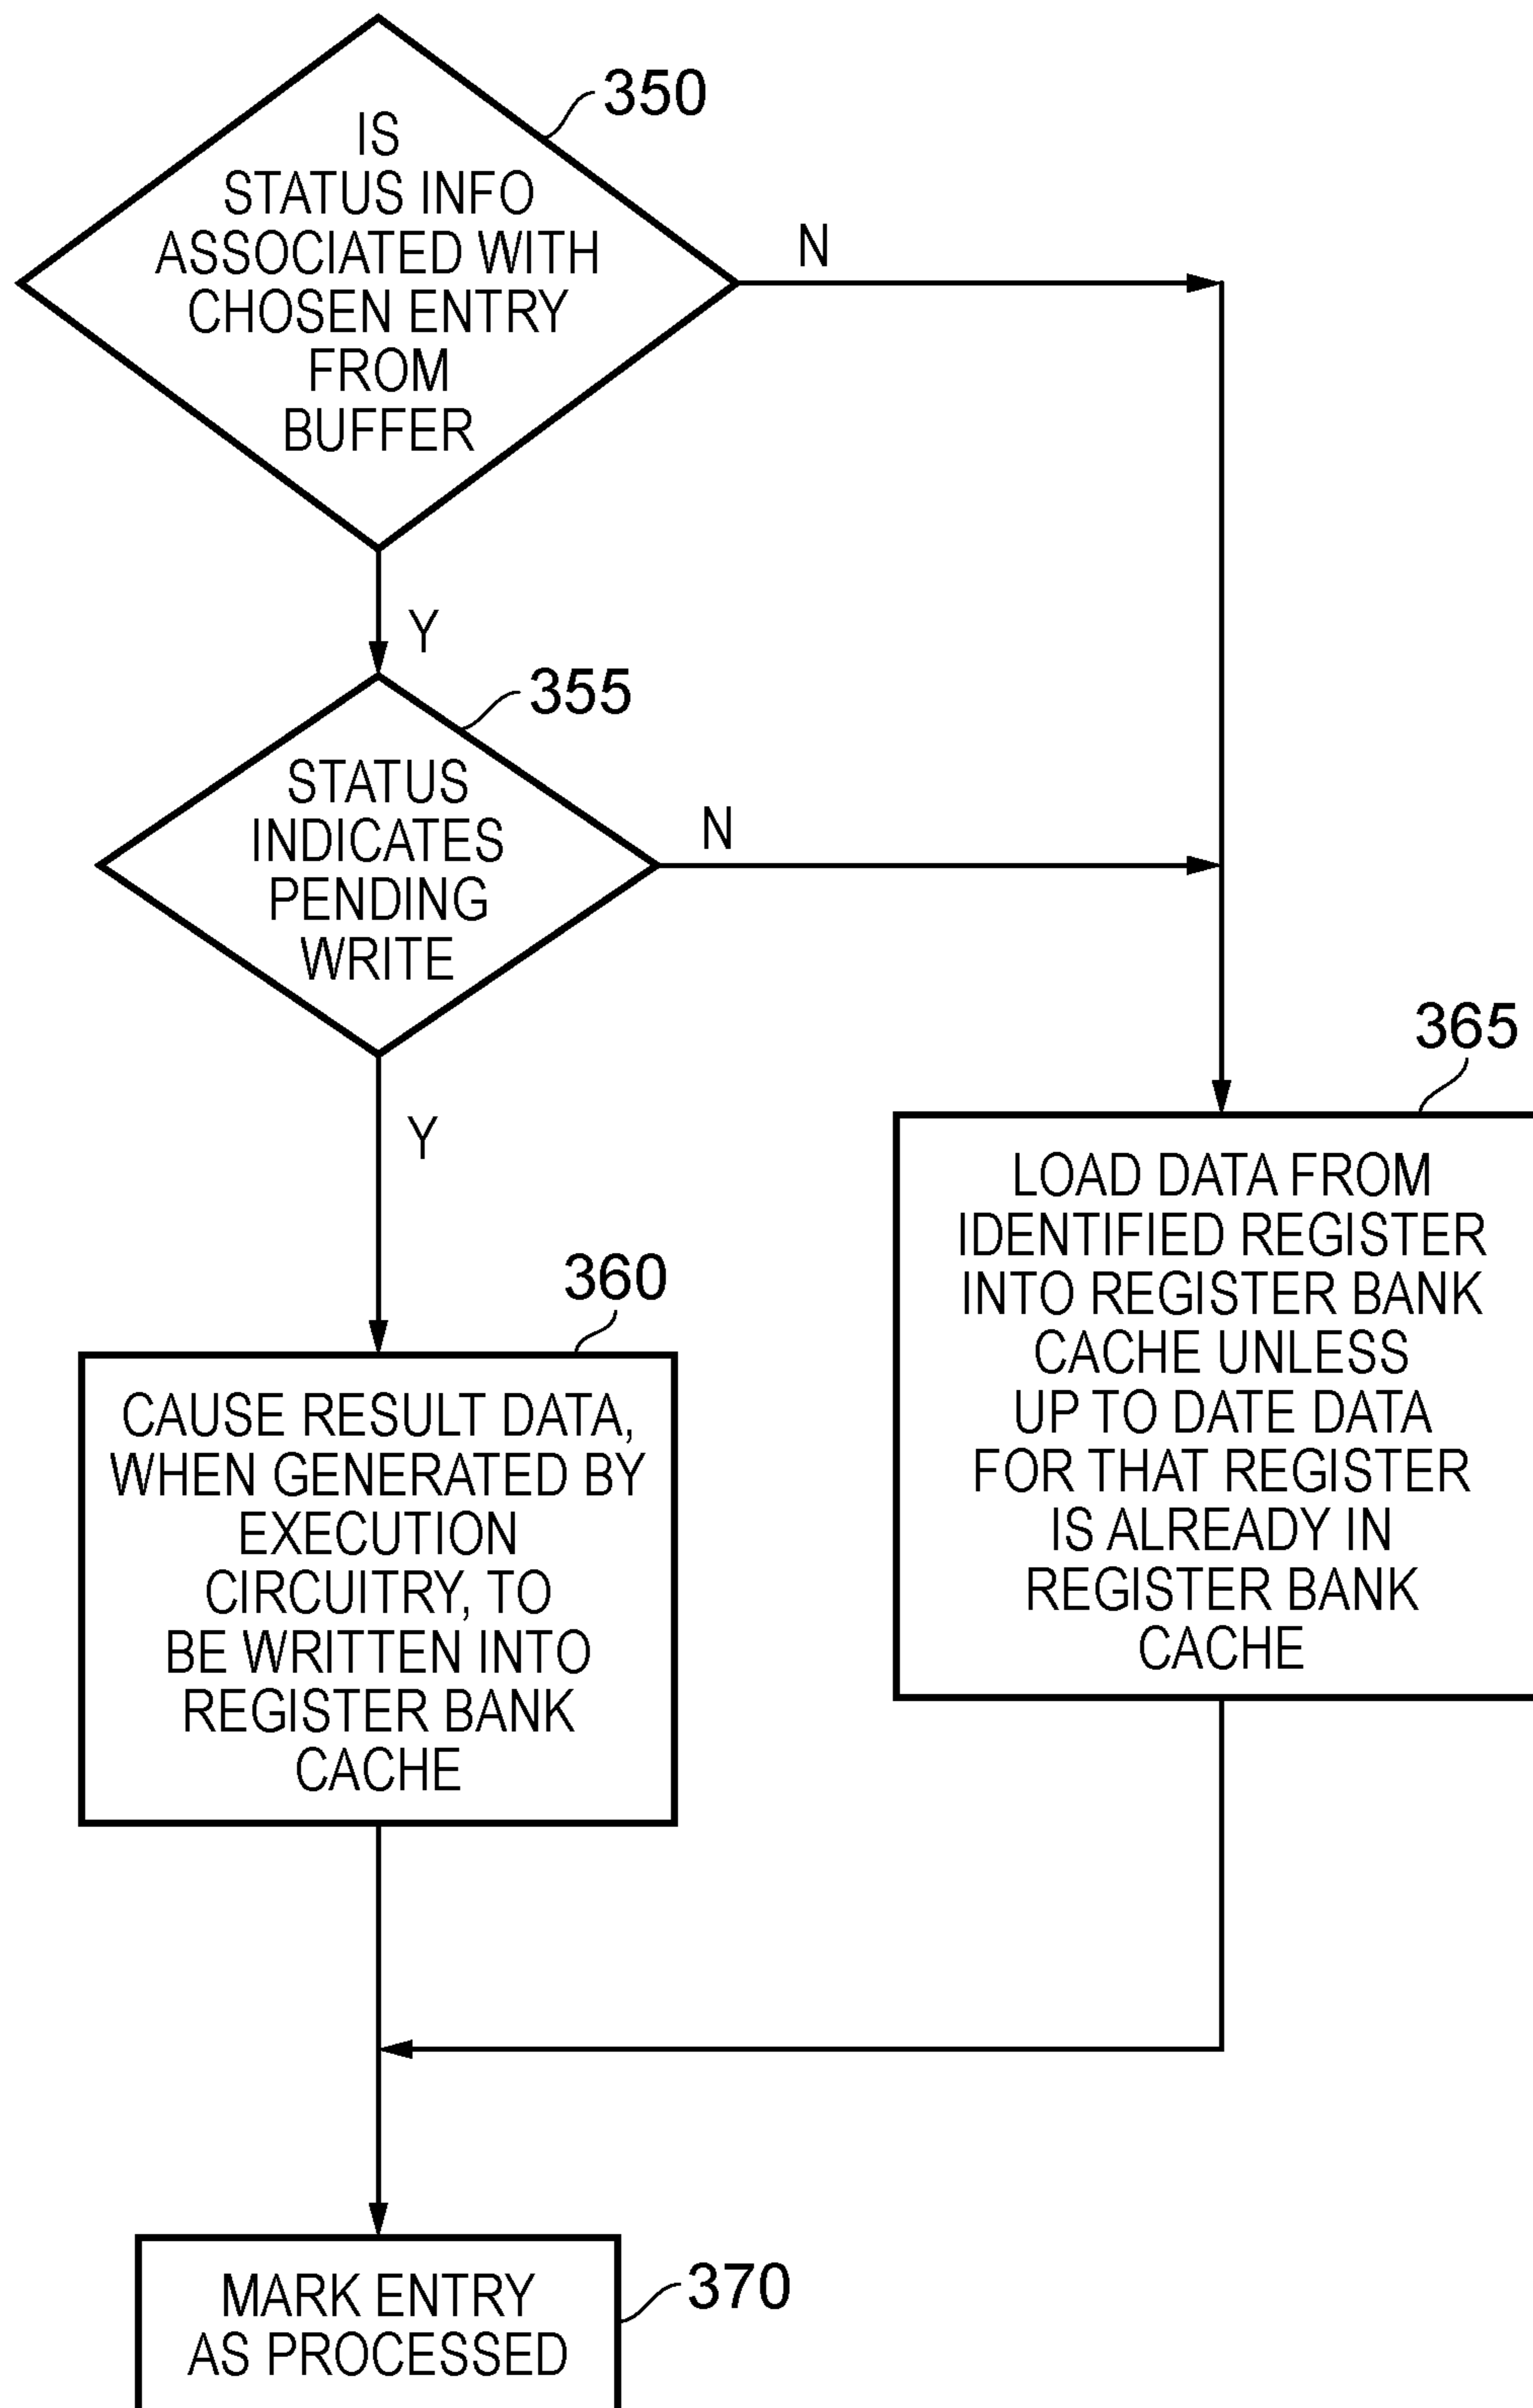 350
IS
STATUS INFO
ASSOCIATED WITH
CHOSEN ENTRY
FROM
BUFFER
N
Y
355
STATUS
INDICATES
PENDING
WRITE
N
Y
365
LOAD DATA FROM
IDENTIFIED REGISTER
INTO REGISTER BANK
CACHE UNLESS
UP TO DATE DATA
FOR THAT REGISTER
IS ALREADY IN
REGISTER BANK
CACHE
360
CAUSE RESULT DATA,
WHEN GENERATED BY
EXECUTION
CIRCUITRY, TO
BE WRITTEN INTO
REGISTER BANK
CACHE
370
MARK ENTRY
AS PROCESSED